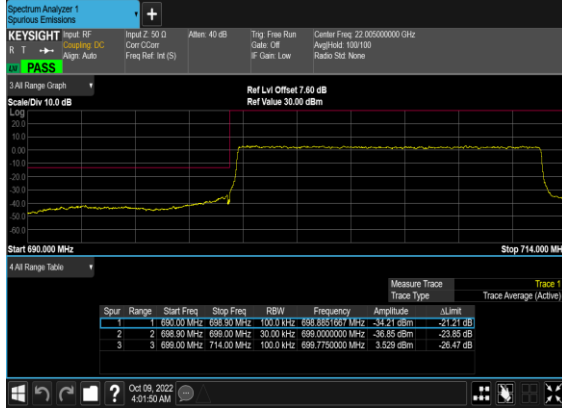 Spectrum Analyzer 1
Spurious Emissions
KEYSIGHT Input: RF Input Z: 50 Ω Atten: 40 dB Trig: Free Run Center Freq: 22.005000000 GHz
R T Coupling: DC Corr CCorr Gate: Off Avg|Hold: 100/100
Align: Auto Freq Ref: Int (S) IF Gain: Low Radio Std: None
PASS
3 All Range Graph
Ref Lvl Offset 7.60 dB
Scale/Div 10.0 dB Ref Value 30.00 dBm
Log
20.0
10.0
0.00
-10.0
-20.0
-30.0
-40.0
-50.0
-60.0
Start 690.000 MHz Stop 714.000 MH
4 All Range Table
Measure Trace Trace 1
Trace Type Trace Average (Active)
Spur Range Start Freq Stop Freq RBW Frequency Amplitude ΔLimit
1 1 690.00 MHz 698.90 MHz 100.0 kHz 698.8851667 MHz -34.21 dBm -21.21 dB
2 2 698.90 MHz 699.00 MHz 30.00 kHz 699.0000000 MHz -36.85 dBm -23.85 dB
3 3 699.00 MHz 714.00 MHz 100.0 kHz 699.7750000 MHz 3.529 dBm -26.47 dB
Oct 09, 2022
4:01:50 AM